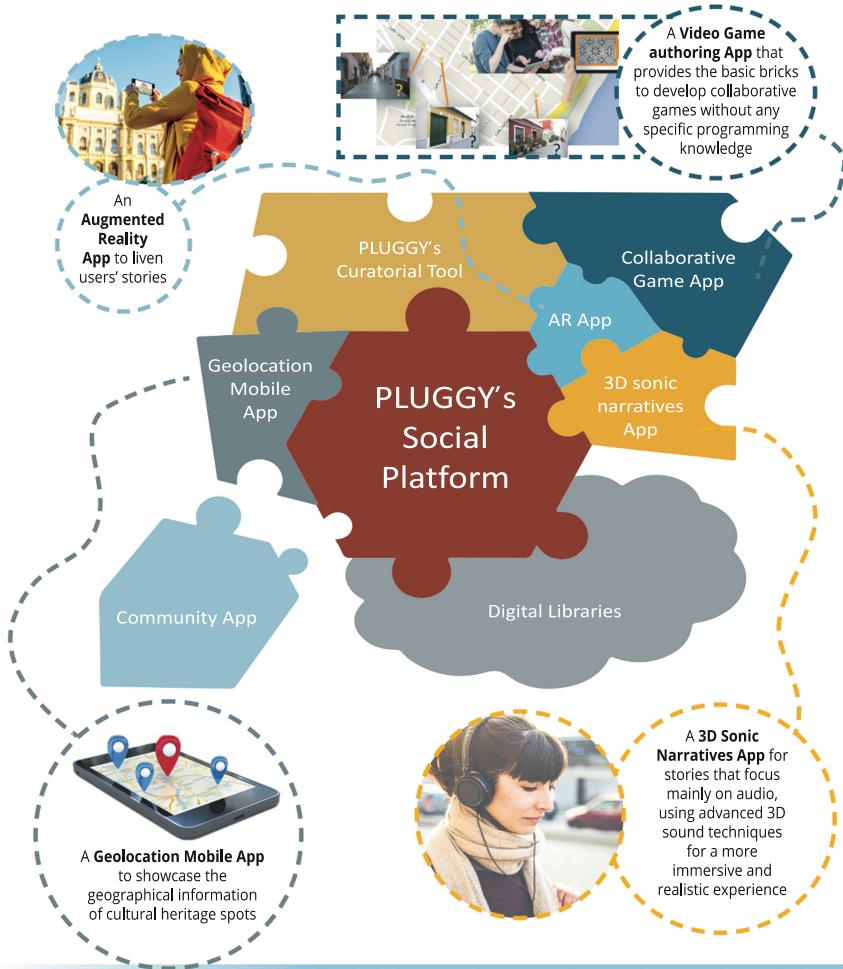 A Video Game
authoring App that
provides the basic bricks
to develop collaborative
games without any
specific programming
knowledge
?
?
?
An
Augmented
Reality
App to liven
users’ stories
PLUGGY’s
Curatorial Tool
Collaborative
Game App
AR App
Geolocation
Mobile
App
3D sonic
narratives
App
PLUGGY’s
Social
Platform
Community App
Digital Libraries
A Geolocation Mobile App
to showcase the
geographical information
of cultural heritage spots
A 3D Sonic
Narratives App for
stories that focus
mainly on audio,
using advanced 3D
sound techniques
for a more
immersive and
realistic experience